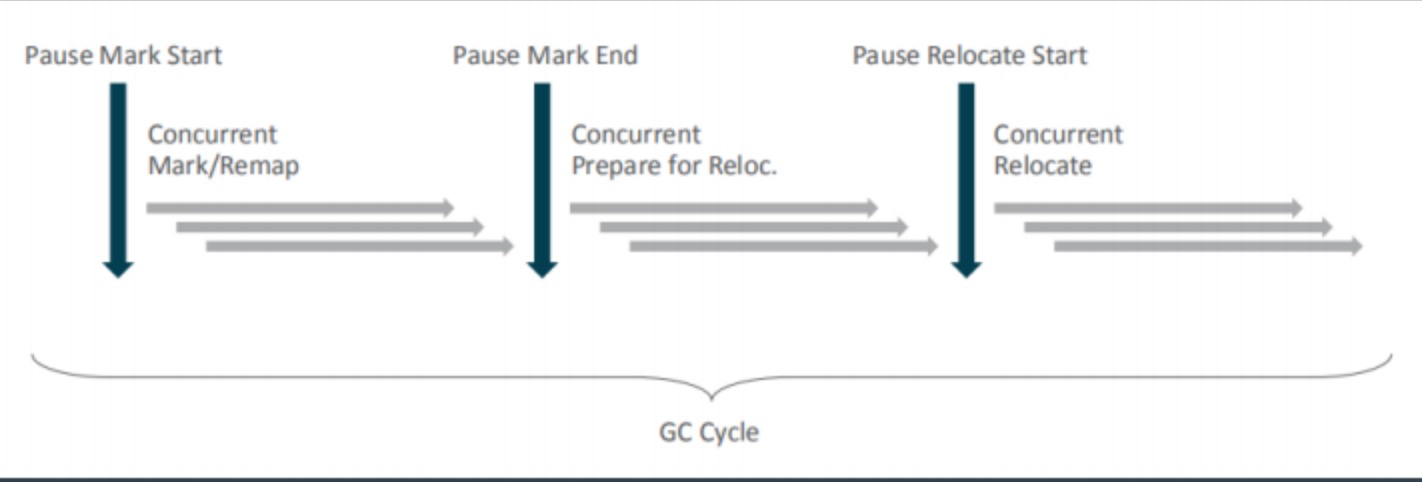 Pause Mark Start
Pause Mark End
Pause Relocate Start
Concurrent
Mark/Remap
Concurrent
Prepare for Reloc.
Concurrent
Relocate
GC Cycle